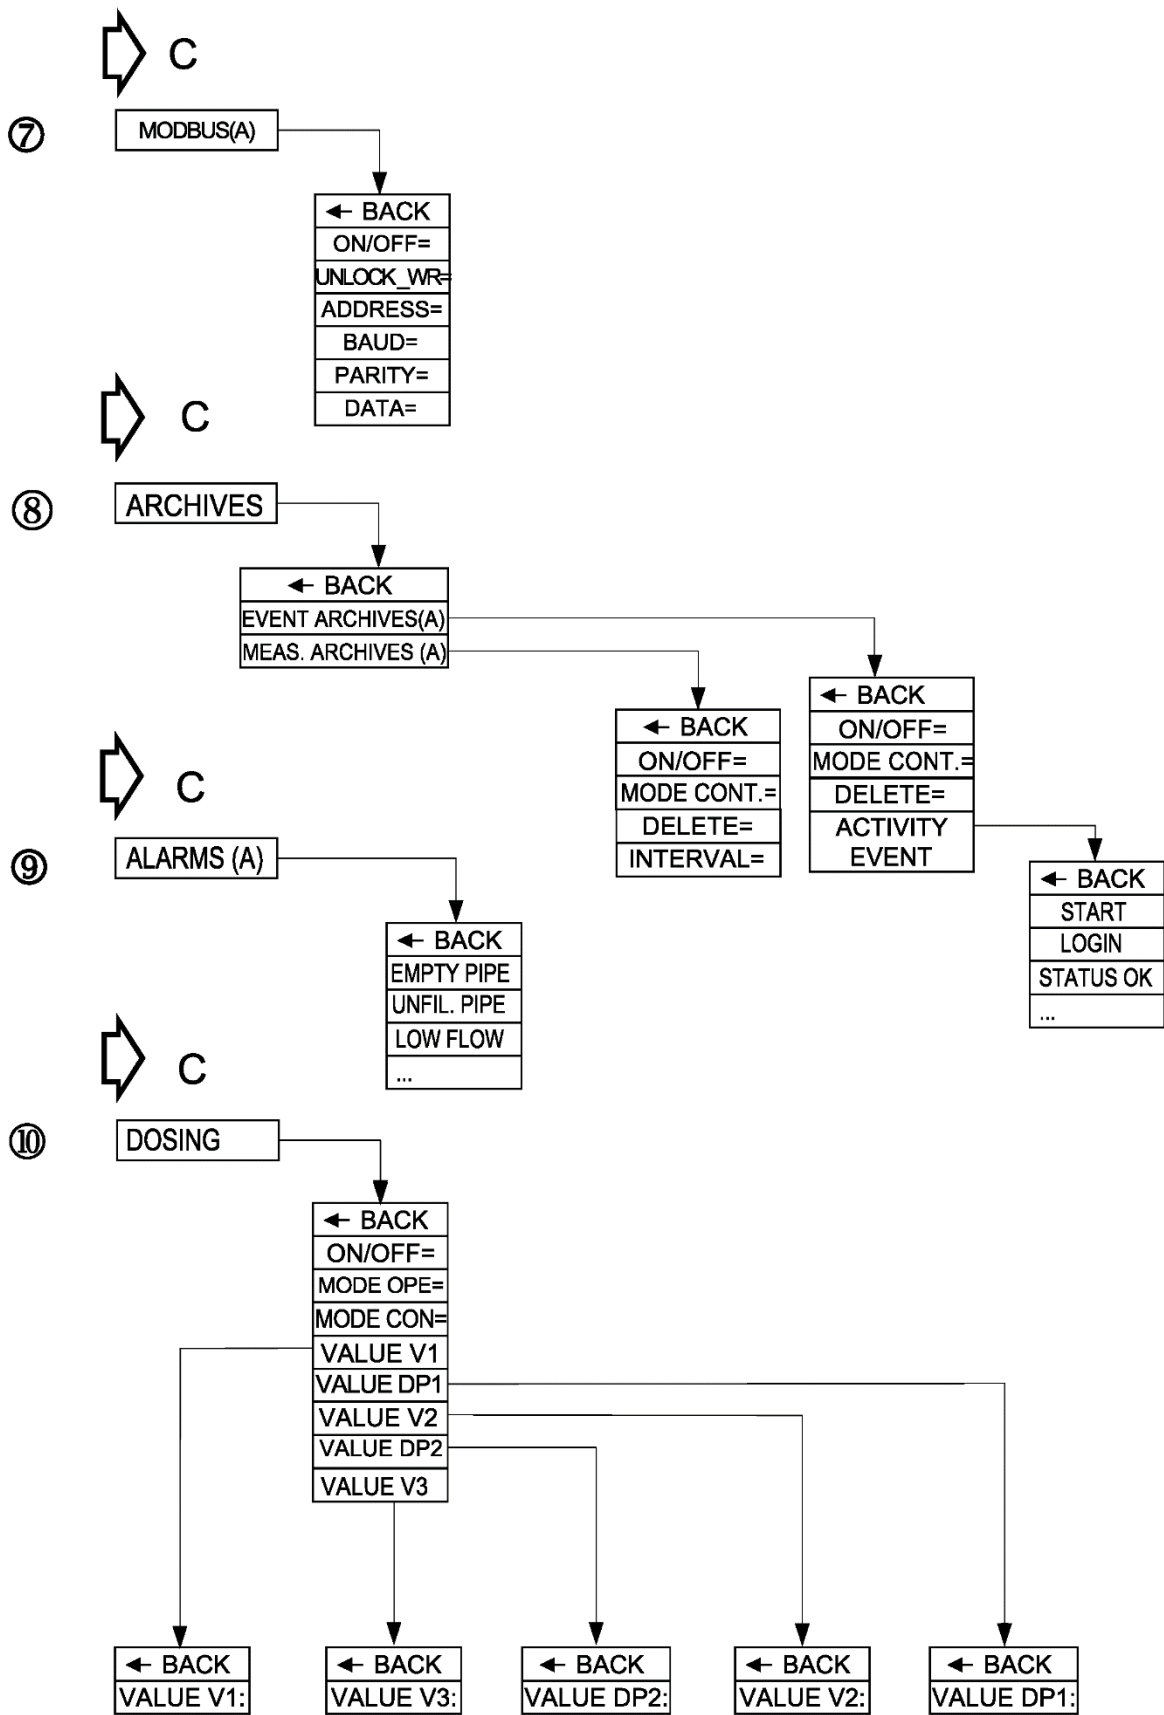 C
⑦
MODBUS(A)
← BACK
ON/OFF=
UNLOCK_WR=
ADDRESS=
BAUD=
PARITY=
DATA=
C
⑧
ARCHIVES
← BACK
EVENT ARCHIVES(A)
MEAS. ARCHIVES (A)
← BACK
ON/OFF=
MODE CONT.=
DELETE=
INTERVAL=
← BACK
ON/OFF=
MODE CONT.=
DELETE=
ACTIVITY
EVENT
← BACK
START
LOGIN
STATUS OK
...
C
⑨
ALARMS (A)
← BACK
EMPTY PIPE
UNFIL. PIPE
LOW FLOW
...
C
⑩
DOSING
← BACK
ON/OFF=
MODE OPE=
MODE CON=
VALUE V1
VALUE DP1
VALUE V2
VALUE DP2
VALUE V3
← BACK
VALUE V1:
← BACK
VALUE V3:
← BACK
VALUE DP2:
← BACK
VALUE V2:
← BACK
VALUE DP1: